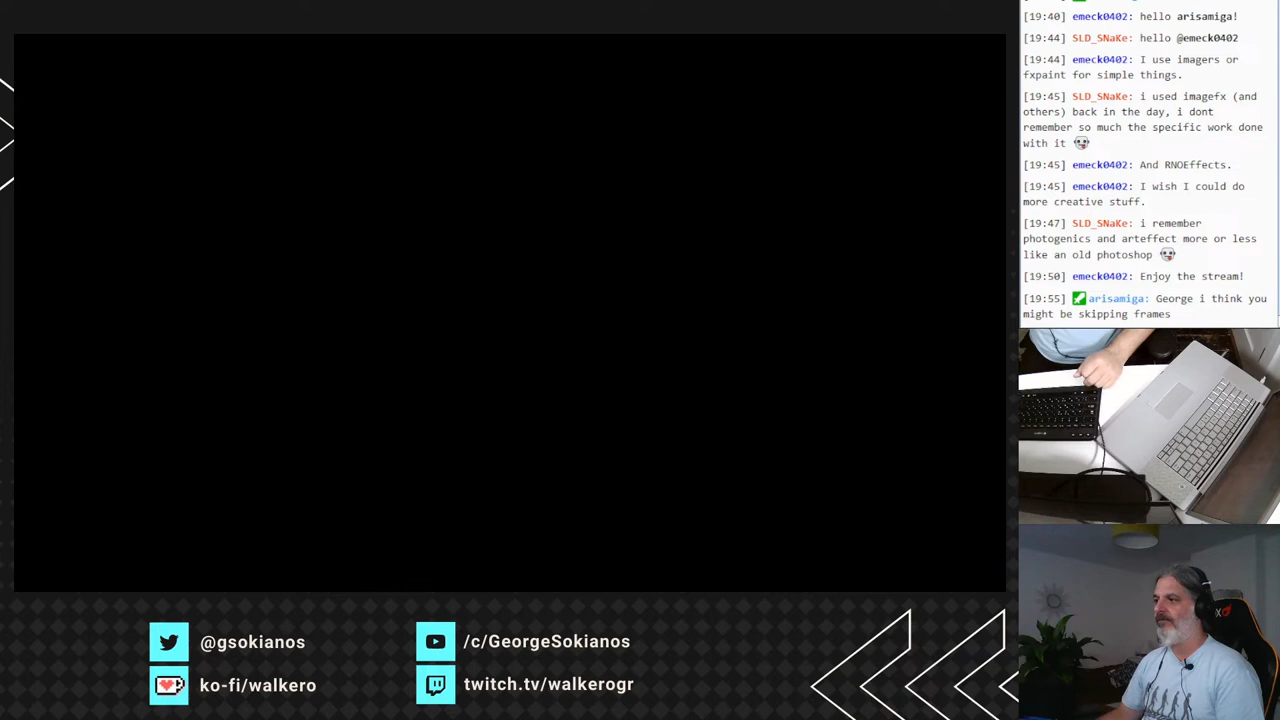 [19:40] emeck0402: hello arisamiga!
[19:44] SLD_SNaKe: hello @emeck0402
[19:44] emeck0402: I use imagers or
fxpaint for simple things.
[19:45] SLD_SNaKe: i used imagefx (and
others) back in the day, i dont
remember so much the specific work done
with it
[19:45] emeck0402: And RNOEffects.
[19:45] emeck0402: I wish I could do
more creative stuff.
[19:47] SLD_SNaKe: i remember
photogenics and arteffect more or less
like an old photoshop
[19:50] emeck0402: Enjoy the stream!
[19:55] arisamiga: George i think you
might be skipping frames
@gsokianos
/c/GeorgeSokianos
ko-fi/walkero
twitch.tv/walkerogr